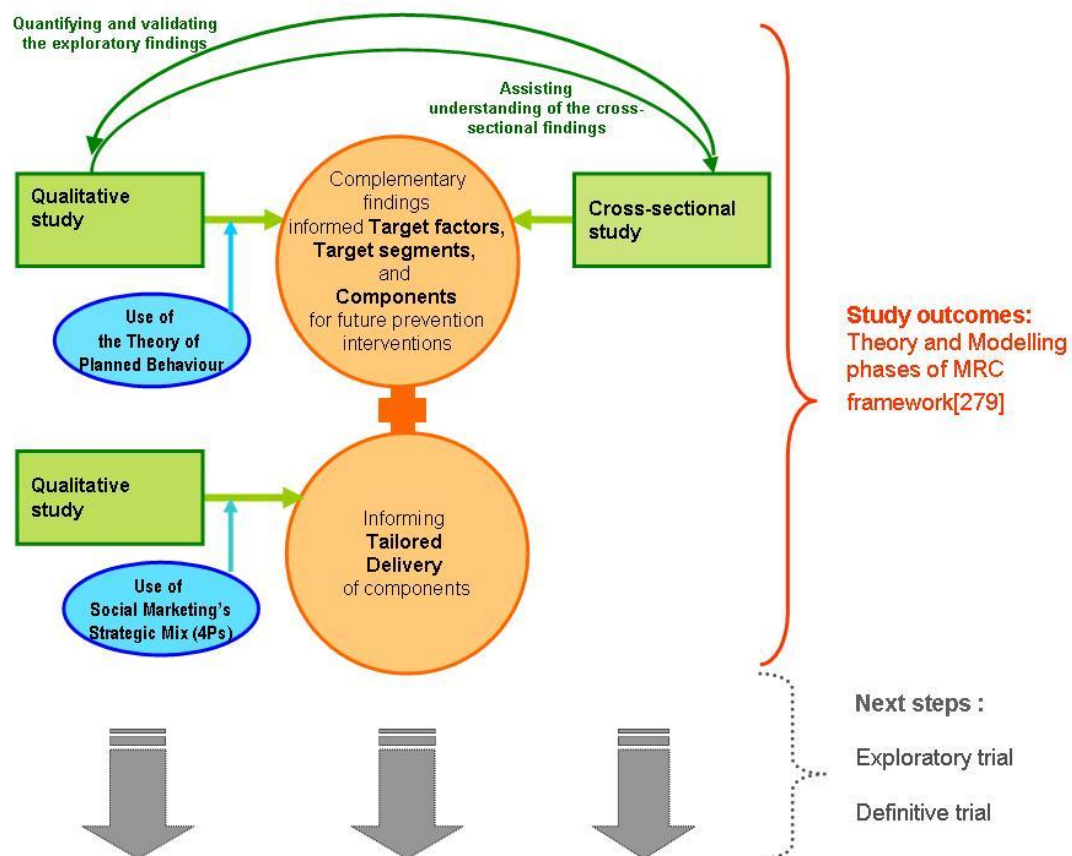 Quantifying and validating
the exploratory findings
Assisting
understanding of the cross-
sectional findings
Qualitative
study
Complementary
findings
informed Target factors,
Target segments,
and
Components
for future prevention
interventions
Cross-sectional
study
Use of
the Theory of
Planned Behaviour
Study outcomes:
Theory and Modelling
phases of MRC
framework[279]
Qualitative
study
Informing
Tailored
Delivery
of components
Use of
Social Marketing's
Strategic Mix (4Ps)
Next steps :
Exploratory trial
Definitive trial